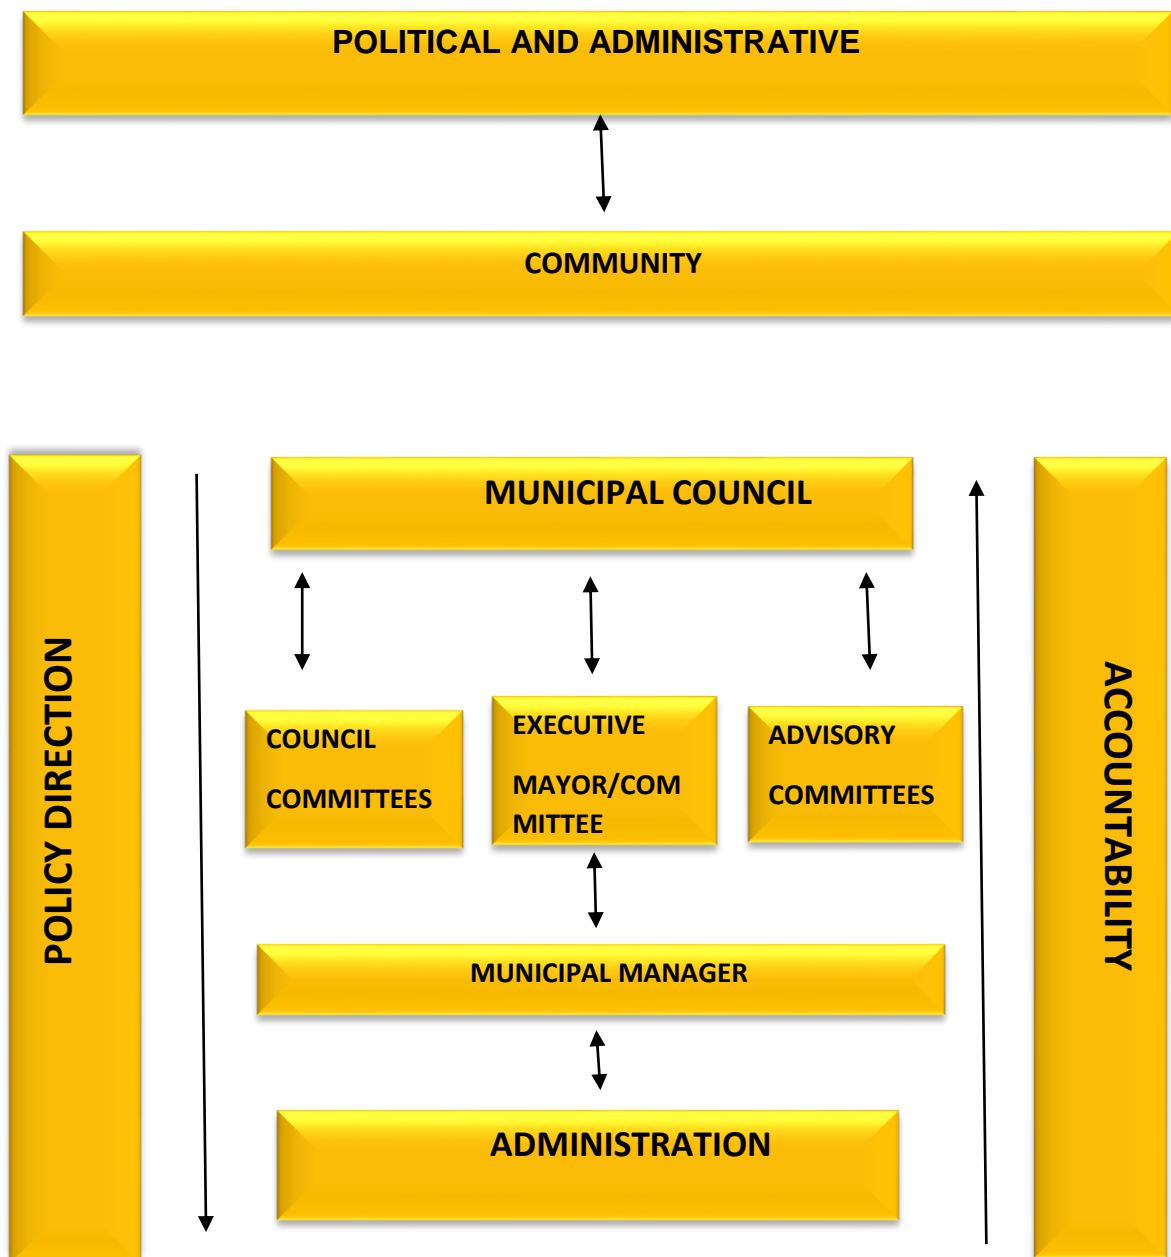 POLITICAL AND ADMINISTRATIVE
COMMUNITY
POLICY DIRECTION
MUNICIPAL COUNCIL
COUNCIL
COMMITTEES
EXECUTIVE
MAYOR/COM
MITTEE
ADVISORY
COMMITTEES
MUNICIPAL MANAGER
ADMINISTRATION
ACCOUNTABILITY